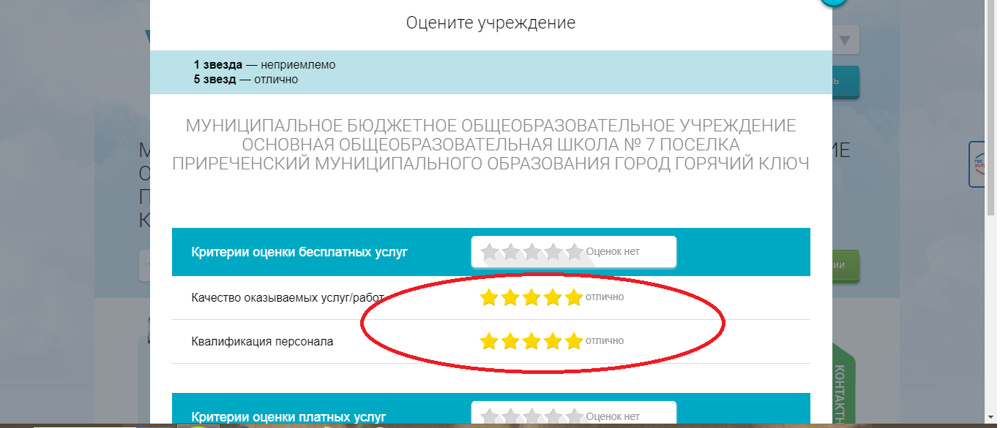 Оцените учреждение
1 звезда — неприемлемо
5 звезд — отлично
МУНИЦИПАЛЬНОЕ БЮДЖЕТНОЕ ОБЩЕОБРАЗОВАТЕЛЬНОЕ УЧРЕЖДЕНИЕ
ОСНОВНАЯ ОБЩЕОБРАЗОВАТЕЛЬНАЯ ШКОЛА № 7 ПОСЕЛКА
ПРИРЕЧЕНСКИЙ МУНИЦИПАЛЬНОГО ОБРАЗОВАНИЯ ГОРОД ГОРЯЧИЙ КЛЮЧ
Критерии оценки бесплатных услуг Оценок нет
Качество оказываемых услуг/работ отлично
Квалификация персонала отлично
Критерии оценки платных услуг Оценок нет